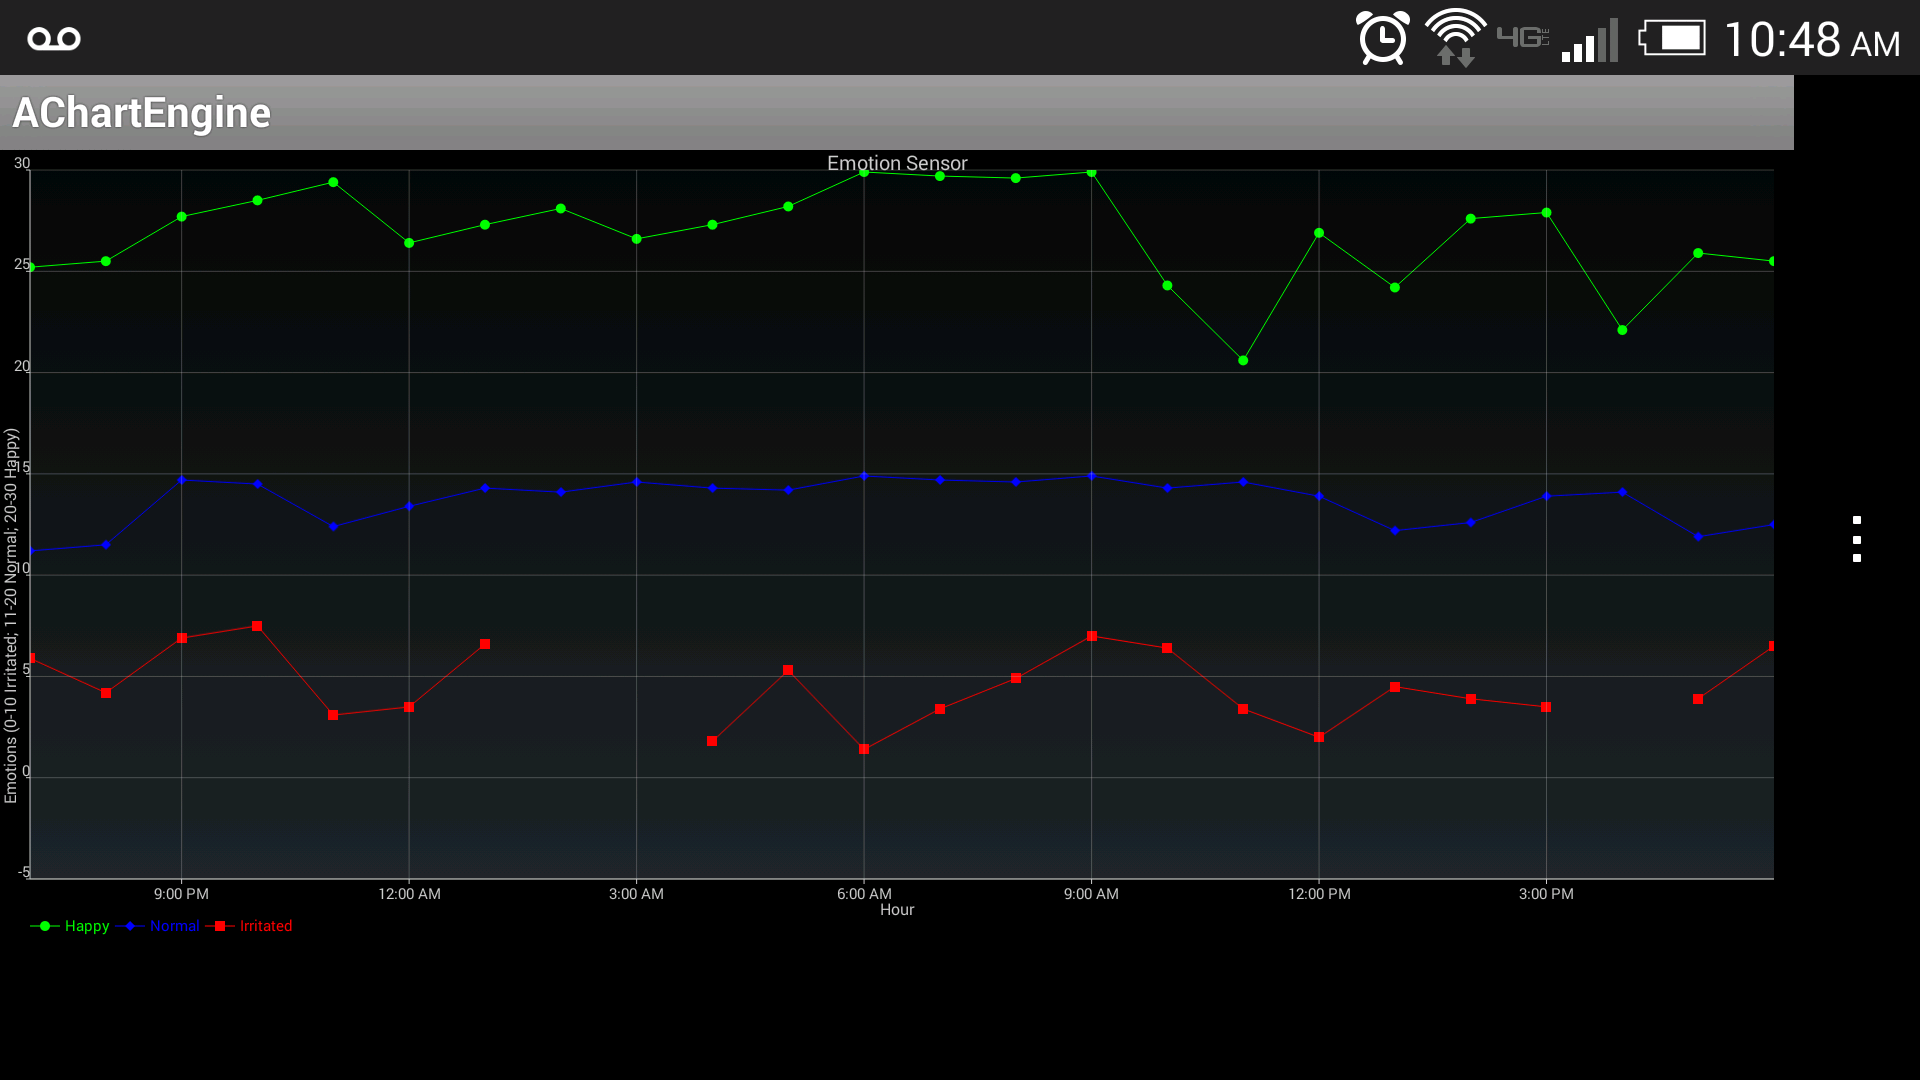 4G LTE 10:48 AM
AChartEngine
Emotion Sensor
30
25
20
15
10
5
0
-5
Emotions (0-10 Irritated; 11-20 Normal; 20-30 Happy)
9:00 PM 12:00 AM 3:00 AM 6:00 AM 9:00 AM 12:00 PM 3:00 PM
Hour
Happy Normal Irritated